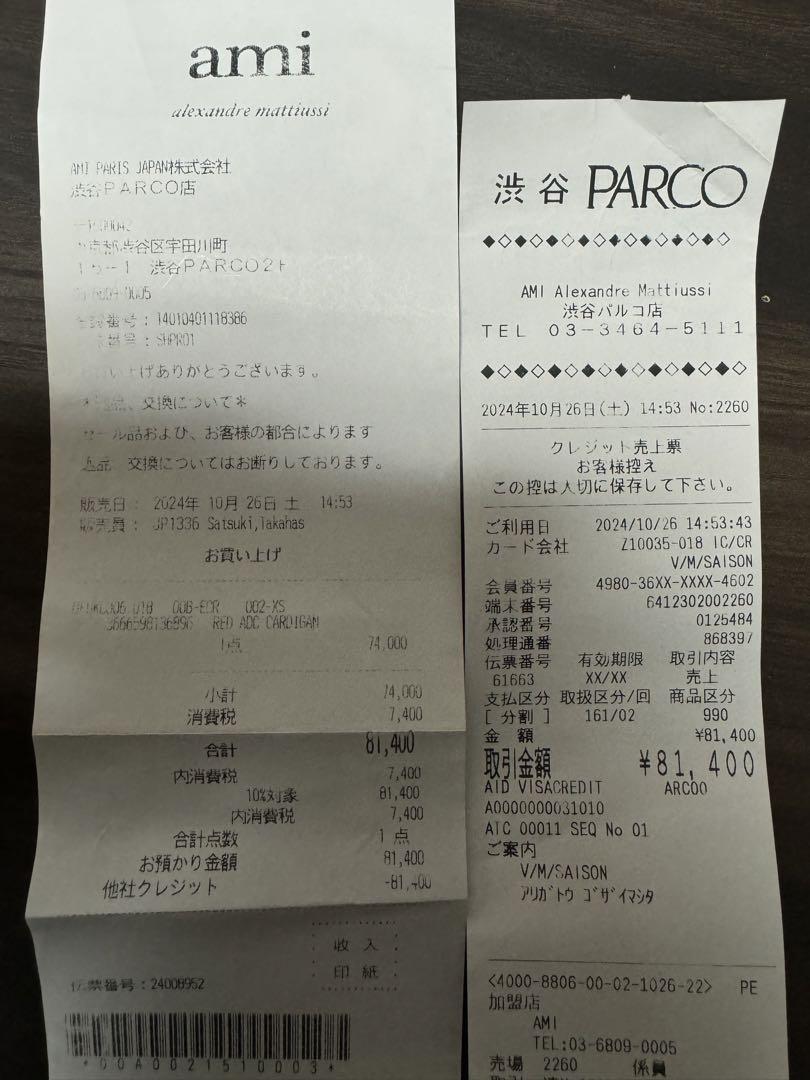 ami
alexandre mattiussi
AMI PARIS JAPAN株式会社
渋谷PARCO店
渋谷区宇田川町
15-1 渋谷PARCO2F
0005
番号:14010401118386
番号:SHPR01
上げありがとうございます。
交換について*
セール品および、お客様の都合によります
返品 交換についてはお断りしております。
販売日: 2024年 10月 26日 土 14:53
販売員: JP1336 Satsuki,Takahas
お買い上げ
002-XS
RED ADC CARDIGAN
1点 74,000
小計 74,000
消費税 7,400
合計 81,400
内消費税 7,400
10%対象 81,400
内消費税 7,400
合計点数 1 点
お預かり金額 81,400
他社クレジット -81,400
収入
印紙
伝票番号:24008952
*00A0021510003*
渋谷 PARCO
◆◇◆◇◆◇◆◇◆◇◆◇◆◇
AMI Alexandre Mattiussi
渋谷パルコ店
TEL 03-3464-5111
◆◇◆◇◆◇◆◇◆◇◆◇◆◇◆◇
2024年10月26日(土) 14:53 No:2260
クレジット売上票
お客様控え
この控は大切に保存して下さい。
ご利用日 2024/10/26 14:53:43
カード会社 Z10035-018 IC/CR
V/M/SAISON
会員番号 4980-36XX-XXXX-4602
端末番号 6412302002260
承認番号 0125484
処理通番 868397
伝票番号 有効期限 取引内容
61663 XX/XX 売上
支払区分 取扱区分/回 商品区分
[ 分割 ] 161/02 990
金 額 ¥81,400
取引金額 ¥81,400
AID VISACREDIT ARC00
A0000000031010
ATC 00011 SEQ No 01
ご案内
V/M/SAISON
アリガトウ ゴザイマシタ
<4000-8806-00-02-1026-22> PE
加盟店
AMI
TEL:03-6809-0005
売場 2260 係員